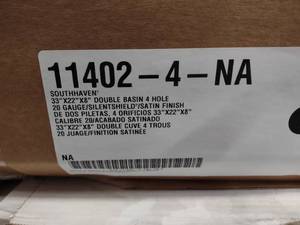 11402-4-NA
SOUTHHAVEN®
33"X22"X8" DOUBLE BASIN 4 HOLE
20 GAUGE/SILENTSHIELD®/SATIN FINISH
DE DOS PILETAS, 4 ORIFICIOS 33"X22"X8"
CALIBRE 20/ACABADO SATINADO
33"X22"X8" DOUBLE CUVE 4 TROUS
20 JUAGE/FINITION SATINÉE
NA